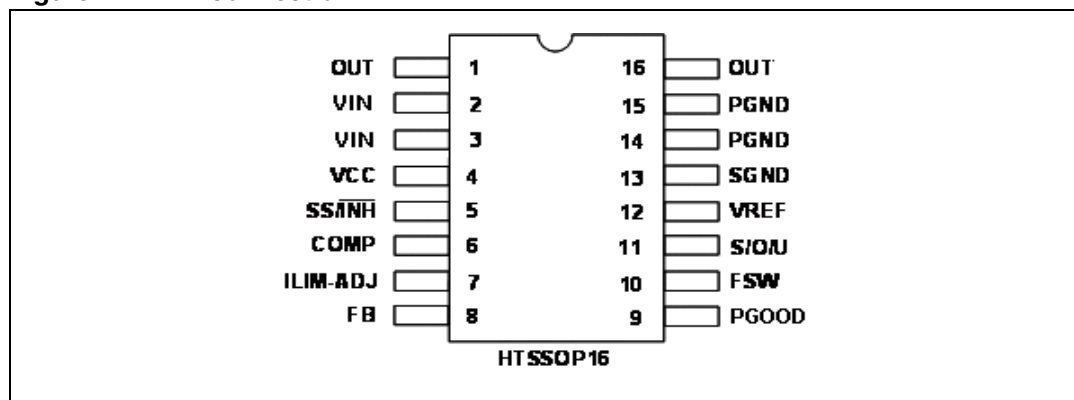 OUT 1 16 OUT
VIN 2 15 PGND
VIN 3 14 PGND
VCC 4 13 SGND
SS/INH 5 12 VREF
COMP 6 11 S/O/U
ILIM-ADJ 7 10 FSW
FB 8 9 PGOOD
HTSSOP16